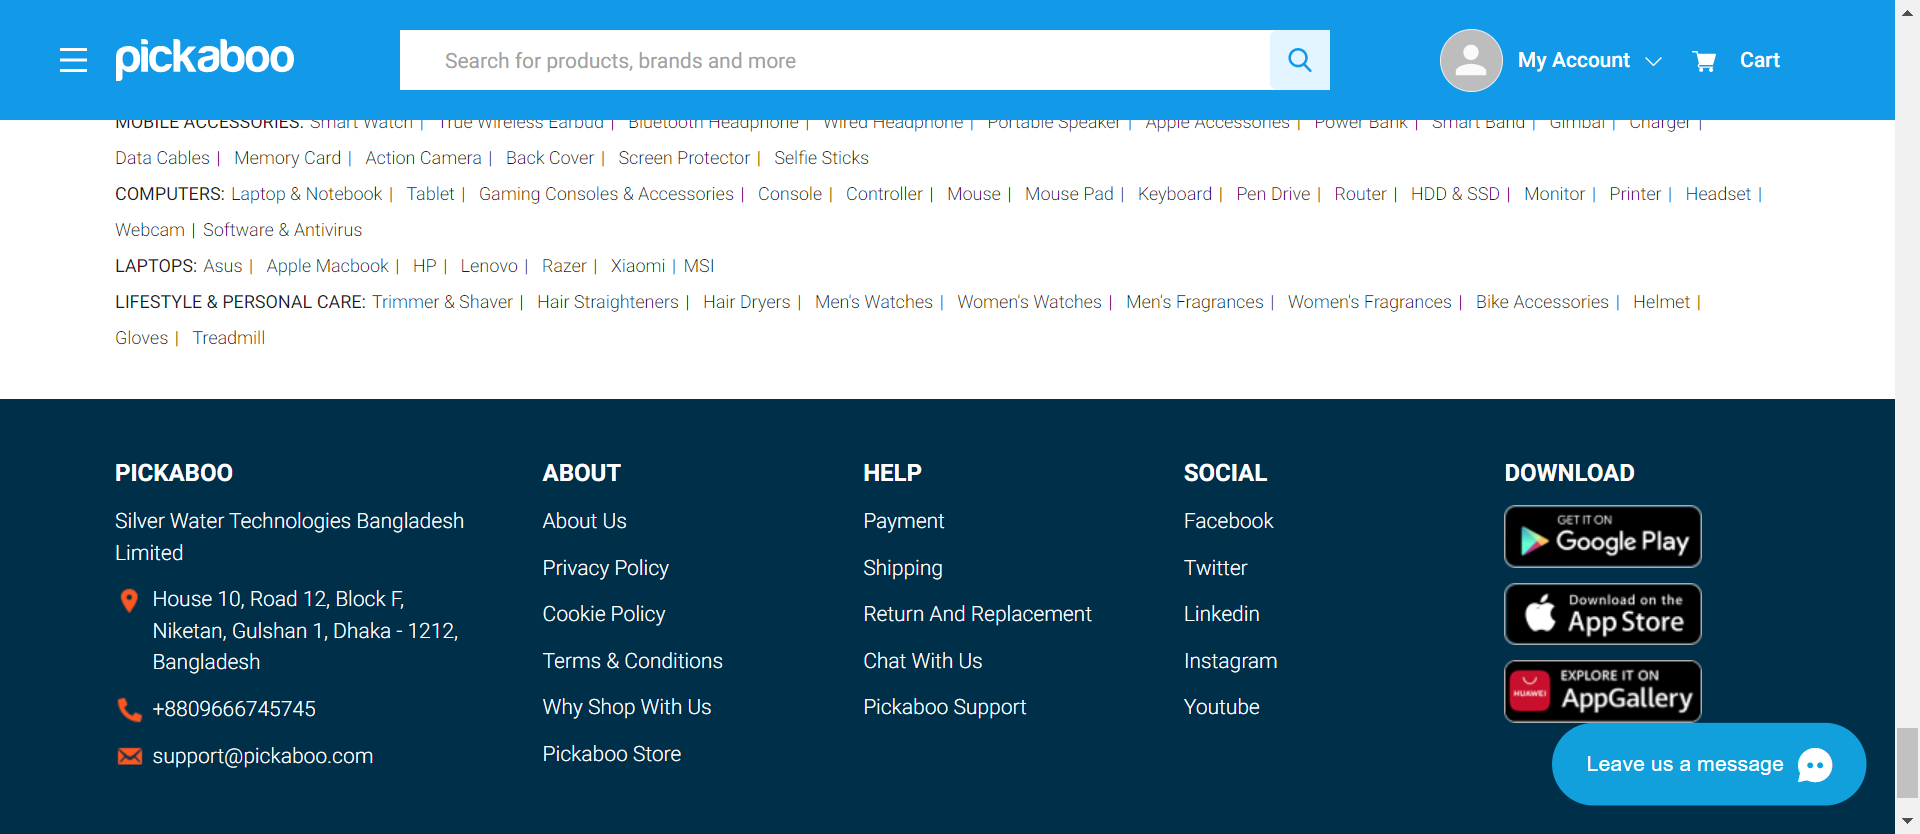 pickaboo
Search for products, brands and more
My Account
Cart
MOBILE ACCESSORIES: Smart Watch | True Wireless Earbud | Bluetooth Headphone | Wired Headphone | Portable Speaker | Apple Accessories | Power Bank | Smart Band | Gimbal | Charger |
Data Cables | Memory Card | Action Camera | Back Cover | Screen Protector | Selfie Sticks
COMPUTERS: Laptop & Notebook | Tablet | Gaming Consoles & Accessories | Console | Controller | Mouse | Mouse Pad | Keyboard | Pen Drive | Router | HDD & SSD | Monitor | Printer | Headset |
Webcam | Software & Antivirus
LAPTOPS: Asus | Apple Macbook | HP | Lenovo | Razer | Xiaomi | MSI
LIFESTYLE & PERSONAL CARE: Trimmer & Shaver | Hair Straighteners | Hair Dryers | Men's Watches | Women's Watches | Men's Fragrances | Women's Fragrances | Bike Accessories | Helmet |
Gloves | Treadmill
PICKABOO
Silver Water Technologies Bangladesh
Limited
House 10, Road 12, Block F,
Niketan, Gulshan 1, Dhaka - 1212,
Bangladesh
+8809666745745
support@pickaboo.com
ABOUT
About Us
Privacy Policy
Cookie Policy
Terms & Conditions
Why Shop With Us
Pickaboo Store
HELP
Payment
Shipping
Return And Replacement
Chat With Us
Pickaboo Support
SOCIAL
Facebook
Twitter
Linkedin
Instagram
Youtube
DOWNLOAD
GET IT ON
Google Play
Download on the
App Store
HUAWEI
EXPLORE IT ON
AppGallery
Leave us a message